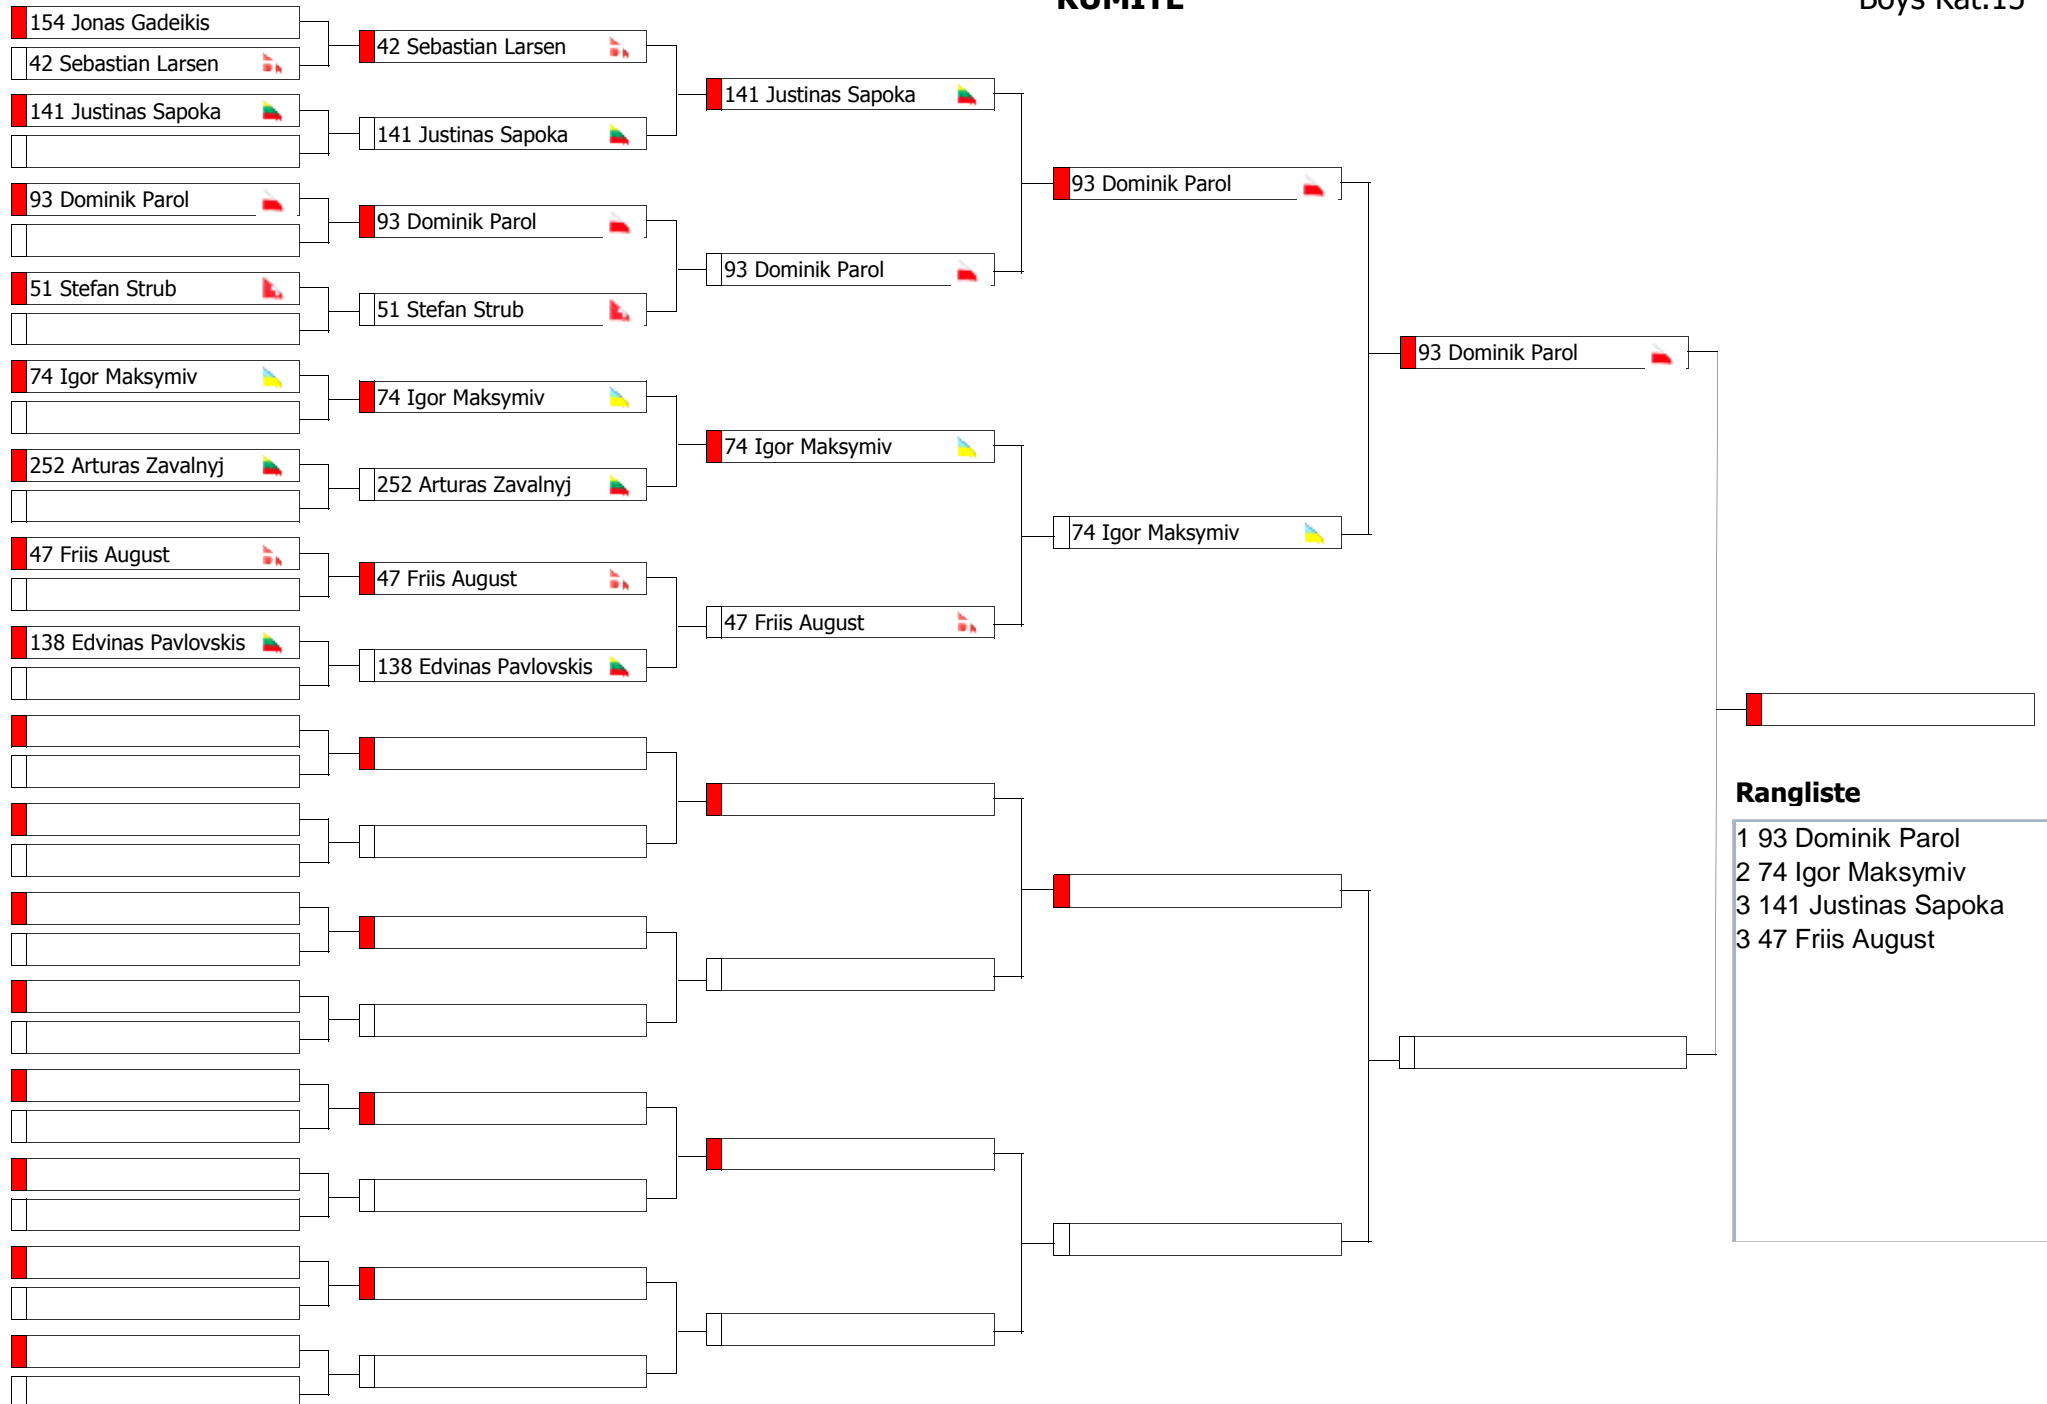 KUMITE
Boys Kat.15
154 Jonas Gadeikis
42 Sebastian Larsen
141 Justinas Sapoka
93 Dominik Parol
51 Stefan Strub
74 Igor Maksymiv
252 Arturas Zavalnyj
47 Friis August
138 Edvinas Pavlovskis
42 Sebastian Larsen
141 Justinas Sapoka
93 Dominik Parol
51 Stefan Strub
74 Igor Maksymiv
252 Arturas Zavalnyj
47 Friis August
138 Edvinas Pavlovskis
141 Justinas Sapoka
93 Dominik Parol
74 Igor Maksymiv
47 Friis August
93 Dominik Parol
74 Igor Maksymiv
93 Dominik Parol
Rangliste
1 93 Dominik Parol
2 74 Igor Maksymiv
3 141 Justinas Sapoka
3 47 Friis August